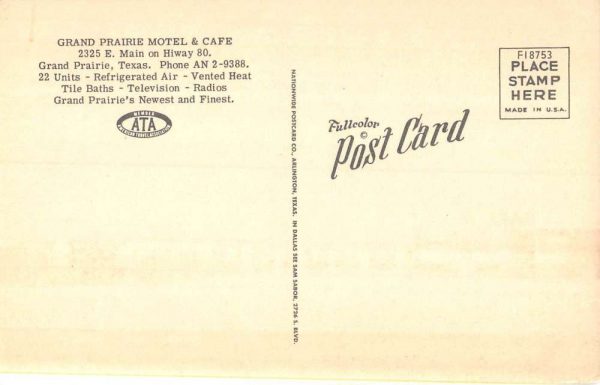 GRAND PRAIRIE MOTEL & CAFE
2325 E. Main on Hiway 80.
Grand Prairie, Texas. Phone AN 2-9388.
22 Units - Refrigerated Air - Vented Heat
Tile Baths - Television - Radios
Grand Prairie's Newest and Finest.
MEMBER
ATA
NATIONWIDE POSTCARD CO., ARLINGTON, TEXAS. IN DALLAS SEE SAM SABOR, 2726 S. BLVD.
Fullcolor
©
Post Card
F18753
PLACE
STAMP
HERE
MADE IN U.S.A.